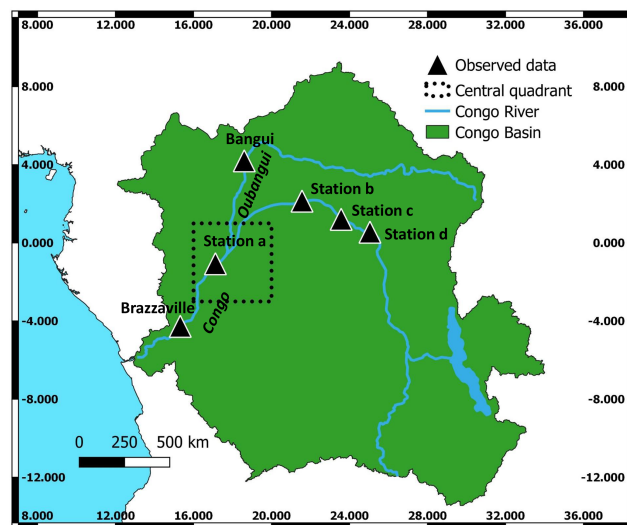 8.000 12.000 16.000 20.000 24.000 28.000 32.000 36.000
8.000 8.000
Observed data
Central quadrant
Congo River
Congo Basin
Bangui
4.000 4.000
Oubangui
Station b
Station c
0.000 0.000
Station a
Station d
Brazzaville
Congo
-4.000 -4.000
-8.000 -8.000
0 250 500 km
-12.000 -12.000
8.000 12.000 16.000 20.000 24.000 28.000 32.000 36.000